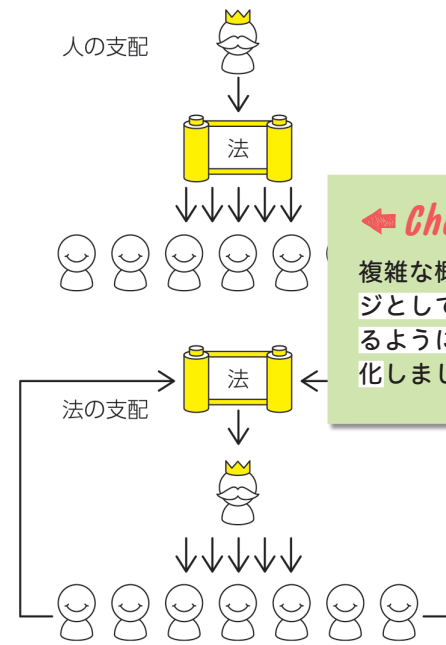 人の支配
法
複雑な
ジとして
るように
化しまし
法
法の支配